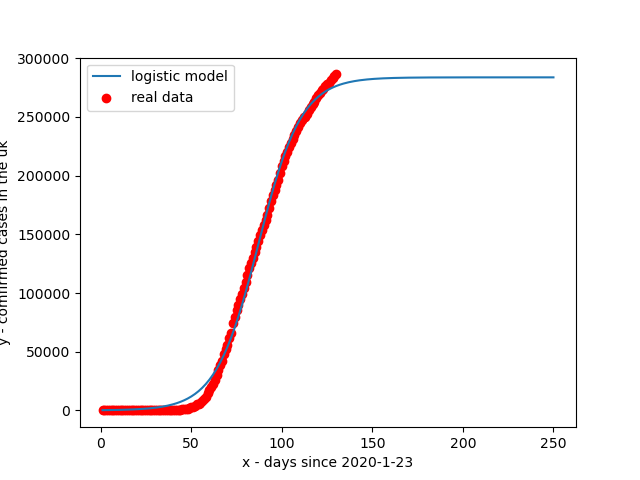 logistic model
real data
300000
250000
200000
150000
100000
50000
0
y - comfirmed cases in the uk
0 50 100 150 200 250
x - days since 2020-1-23